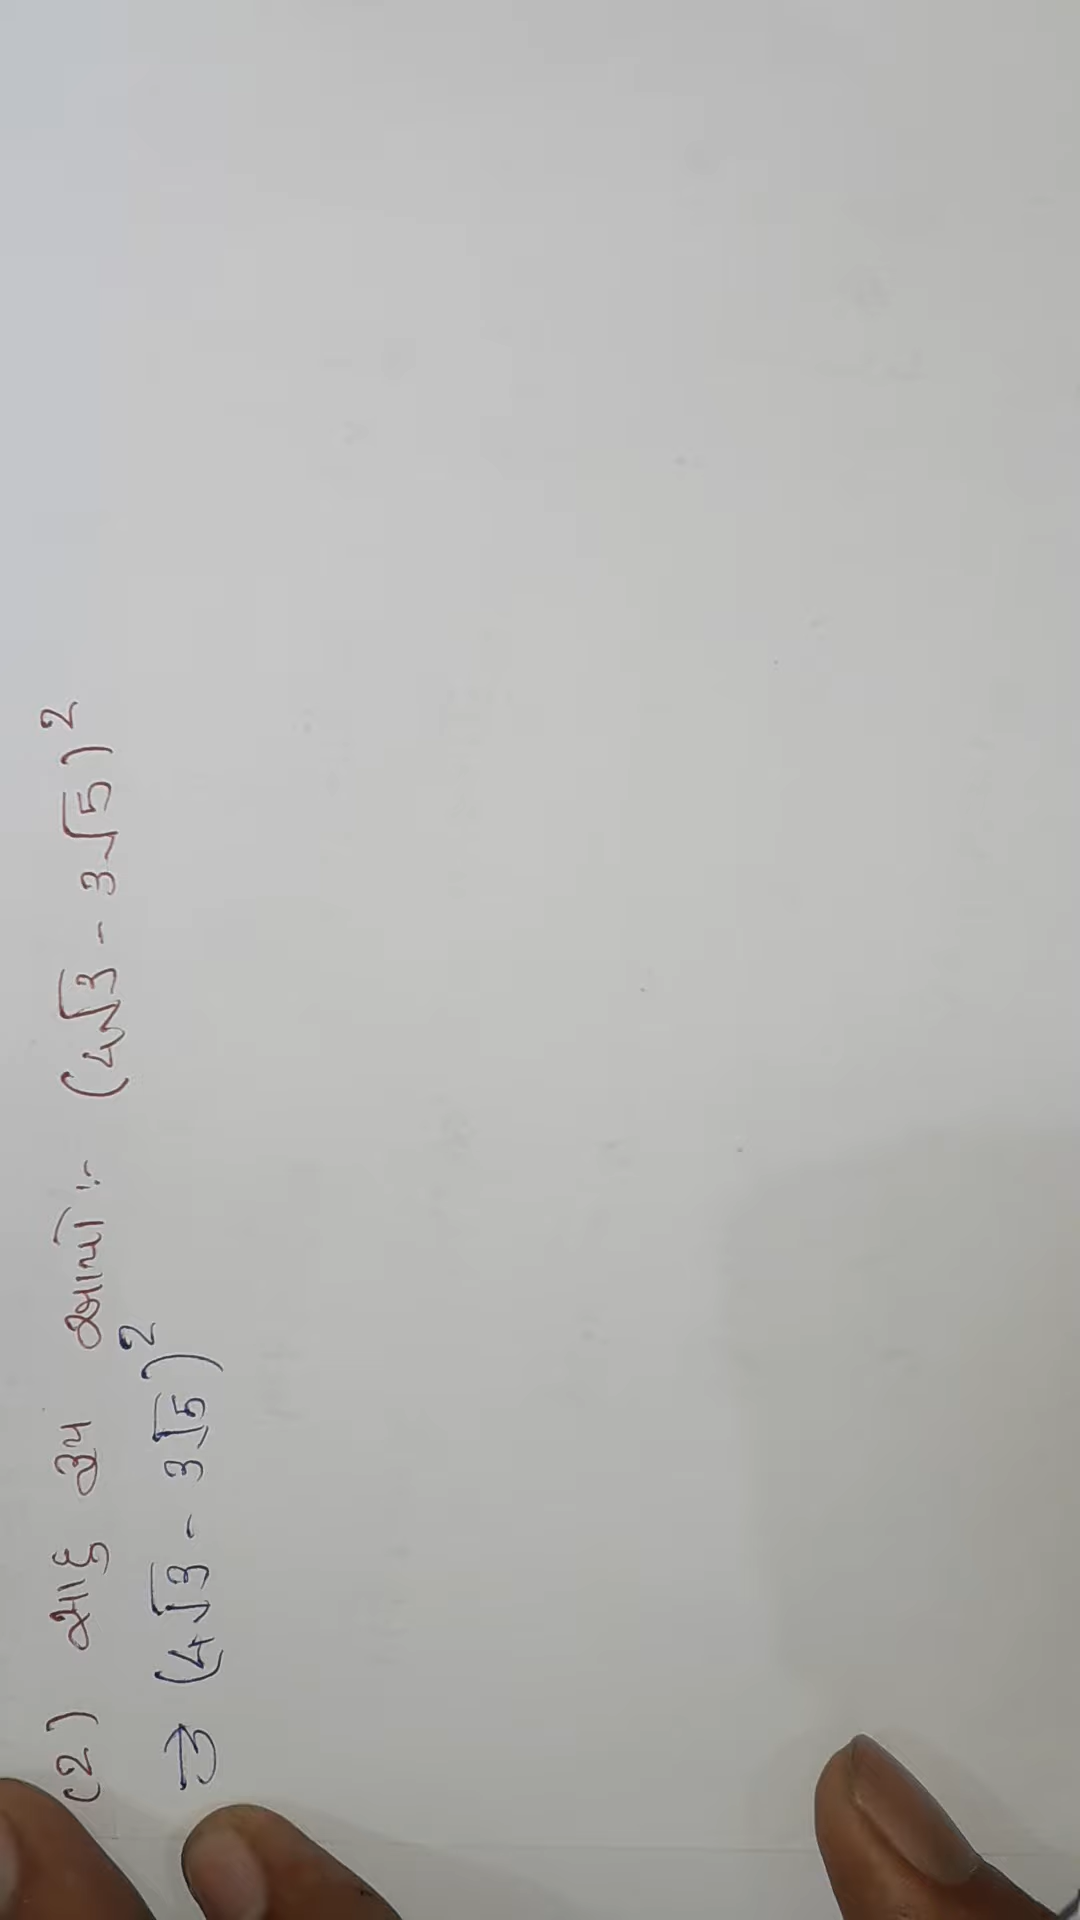 (2) સાદુ રૂપ આપો :- (4√3 - 3√5)²
⇒ (4√3 - 3√5)²